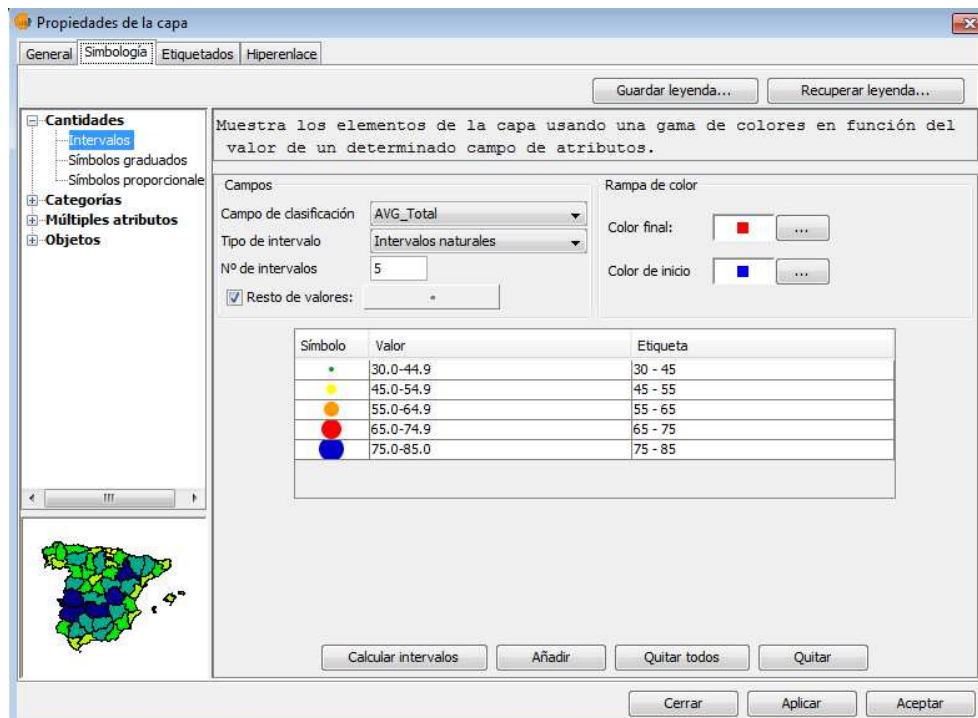 Propiedades de la capa
General Simbología Etiquetados Hiperenlace
Guardar leyenda... Recuperar leyenda...
Cantidades
Intervalos
Símbolos graduados
Símbolos proporcionale
Categorías
Múltiples atributos
Objetos
Muestra los elementos de la capa usando una gama de colores en función del
valor de un determinado campo de atributos.
Campos
Campo de clasificación AVG_Total
Tipo de intervalo Intervalos naturales
Nº de intervalos 5
Resto de valores:
Rampa de color
Color final: ...
Color de inicio ...
Símbolo Valor Etiqueta
30.0-44.9 30 - 45
45.0-54.9 45 - 55
55.0-64.9 55 - 65
65.0-74.9 65 - 75
75.0-85.0 75 - 85
Calcular intervalos Añadir Quitar todos Quitar
Cerrar Aplicar Aceptar